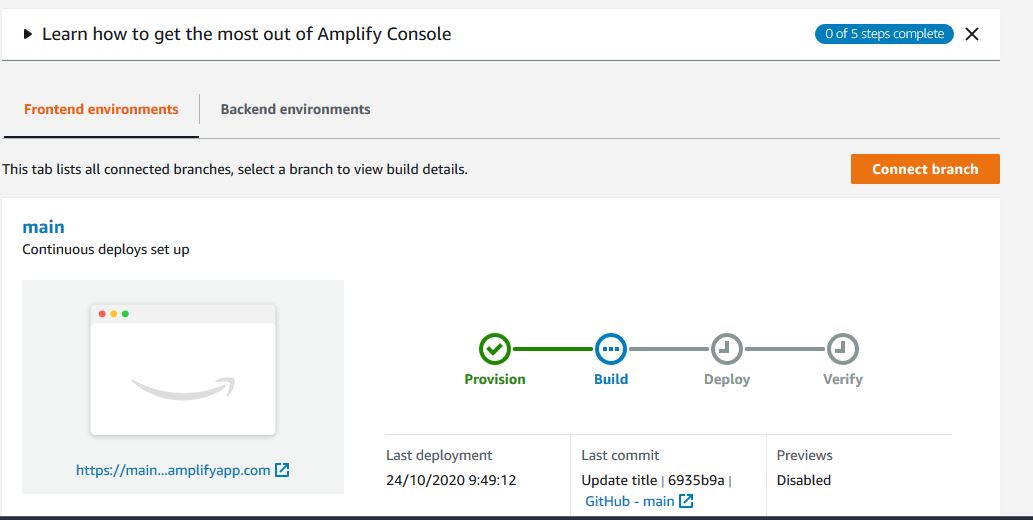 Learn how to get the most out of Amplify Console
0 of 5 steps complete
Frontend environments
Backend environments
This tab lists all connected branches, select a branch to view build details.
Connect branch
main
Continuous deploys set up
https://main...amplifyapp.com
Provision
Build
Deploy
Verify
Last deployment
24/10/2020 9:49:12
Last commit
Update title | 6935b9a |
GitHub - main
Previews
Disabled